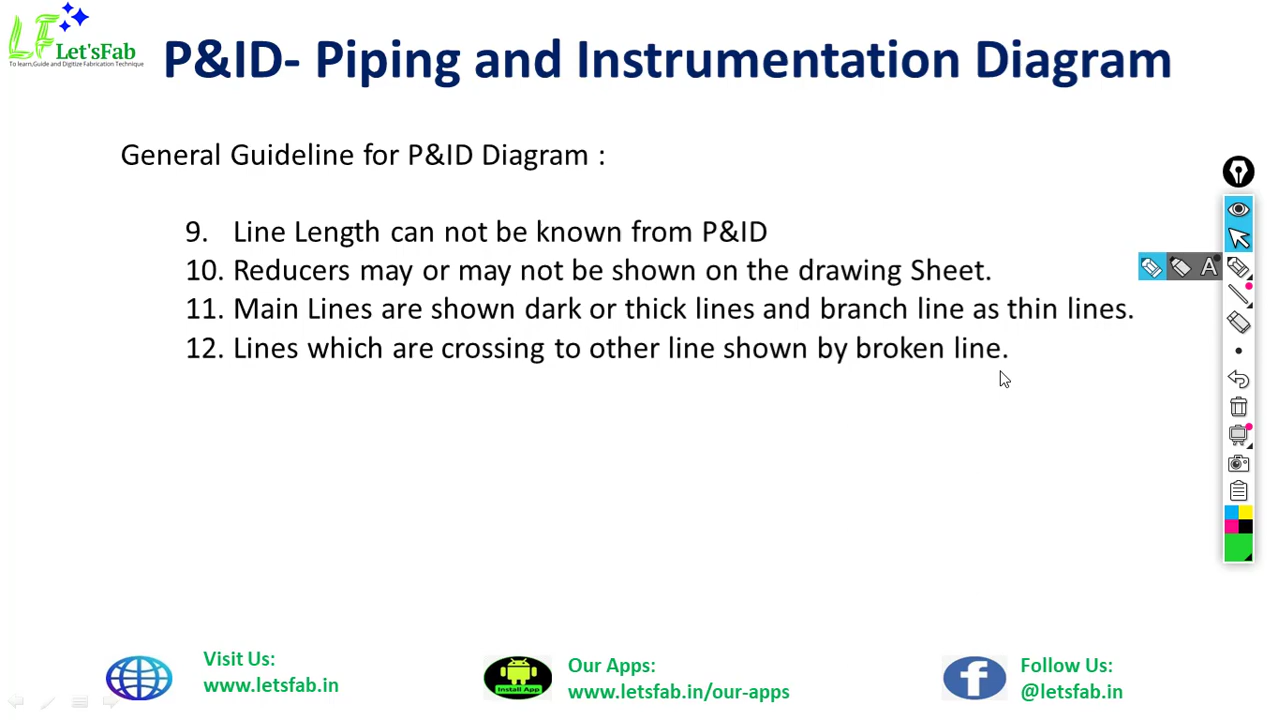 LF
Let'sFab
To learn,Guide and Digitize Fabrication Technique
P&ID- Piping and Instrumentation Diagram
General Guideline for P&ID Diagram :
9. Line Length can not be known from P&ID
10. Reducers may or may not be shown on the drawing Sheet.
11. Main Lines are shown dark or thick lines and branch line as thin lines.
12. Lines which are crossing to other line shown by broken line.
A
Visit Us:
www.letsfab.in
Install App
Our Apps:
www.letsfab.in/our-apps
f
Follow Us:
@letsfab.in